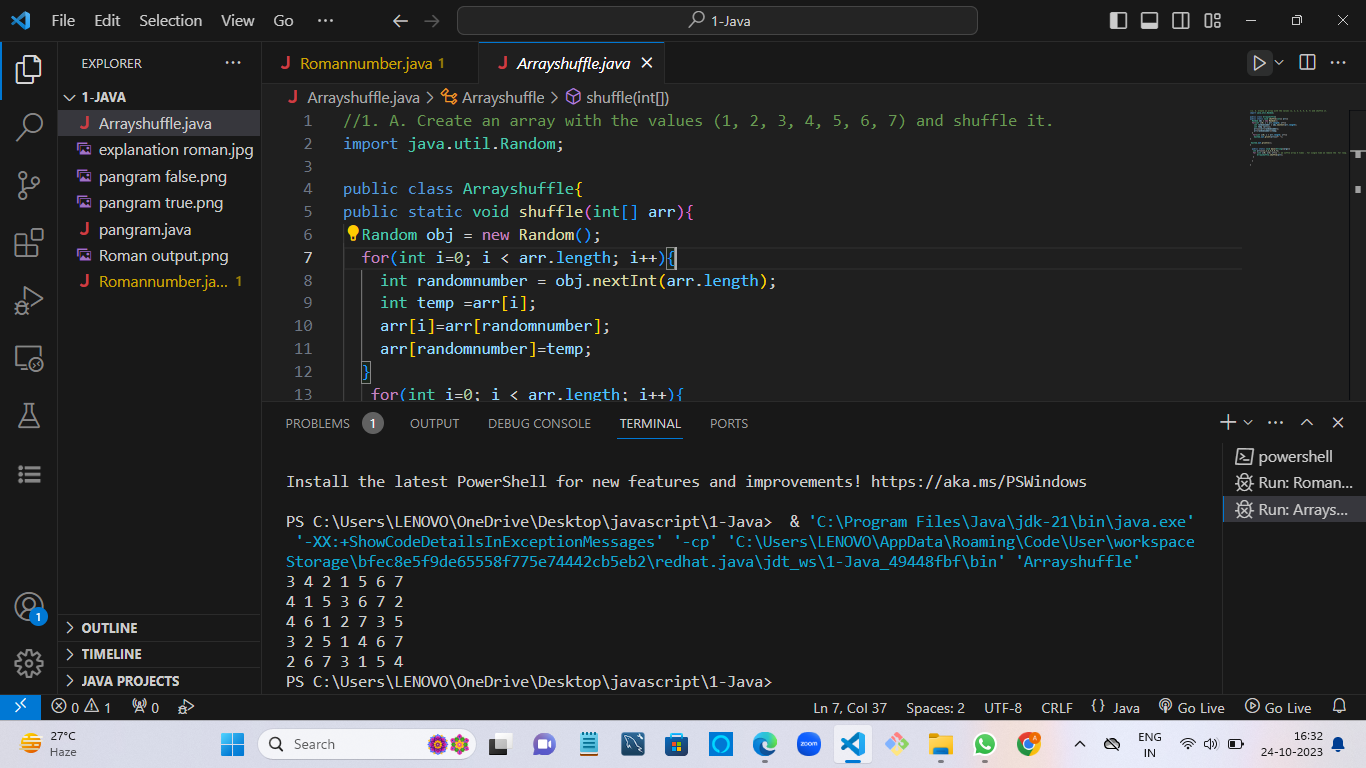 File Edit Selection View Go ··· 1-Java
EXPLORER ···
1-JAVA
Arrayshuffle.java
explanation roman.jpg
pangram false.png
pangram true.png
pangram.java
Roman output.png
Romannumber.ja... 1
OUTLINE
TIMELINE
JAVA PROJECTS
Romannumber.java 1 Arrayshuffle.java
Arrayshuffle.java > Arrayshuffle > shuffle(int[])
1 //1. A. Create an array with the values (1, 2, 3, 4, 5, 6, 7) and shuffle it.
2 import java.util.Random;
3
4 public class Arrayshuffle{
5 public static void shuffle(int[] arr){
6 Random obj = new Random();
7 for(int i=0; i < arr.length; i++){
8 int randomnumber = obj.nextInt(arr.length);
9 int temp =arr[i];
10 arr[i]=arr[randomnumber];
11 arr[randomnumber]=temp;
12 }
13 for(int i=0; i < arr.length; i++){
PROBLEMS 1 OUTPUT DEBUG CONSOLE TERMINAL PORTS
Install the latest PowerShell for new features and improvements! https://aka.ms/PSWindows
PS C:\Users\LENOVO\OneDrive\Desktop\javascript\1-Java> & 'C:\Program Files\Java\jdk-21\bin\java.exe'
'-XX:+ShowCodeDetailsInExceptionMessages' '-cp' 'C:\Users\LENOVO\AppData\Roaming\Code\User\workspace
Storage\bfec8e5f9de65558f775e74442cb5eb2\redhat.java\jdt_ws\1-Java_49448fbf\bin' 'Arrayshuffle'
3 4 2 1 5 6 7
4 1 5 3 6 7 2
4 6 1 2 7 3 5
3 2 5 1 4 6 7
2 6 7 3 1 5 4
PS C:\Users\LENOVO\OneDrive\Desktop\javascript\1-Java>
powershell
Run: Roman...
Run: Arrays...
1
0 1 0 Ln 7, Col 37 Spaces: 2 UTF-8 CRLF {} Java Go Live Go Live
27°C
Haze
Search
zoom
ENG
IN
16:32
24-10-2023